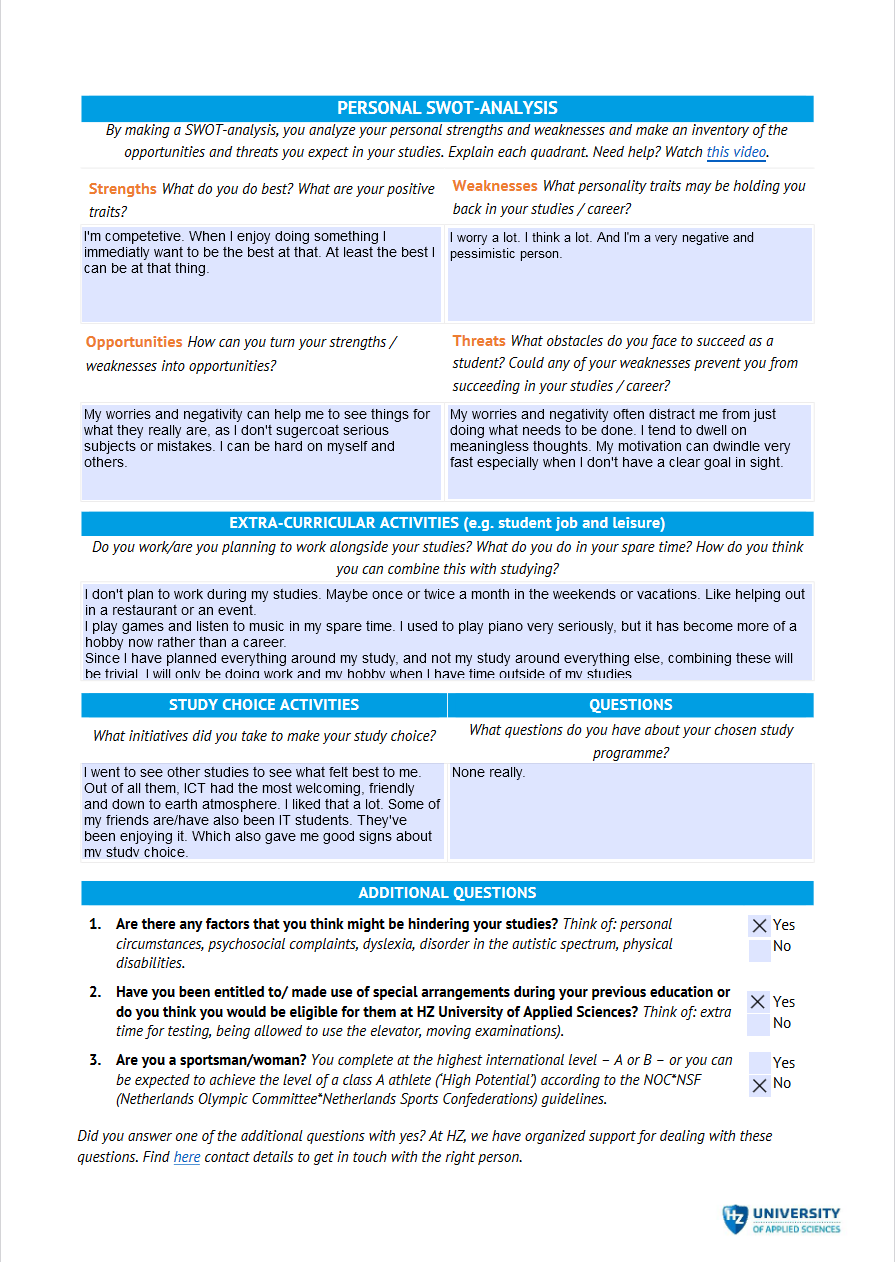 PERSONAL SWOT-ANALYSIS
By making a SWOT-analysis, you analyze your personal strengths and weaknesses and make an inventory of the
opportunities and threats you expect in your studies. Explain each quadrant. Need help? Watch this video.
Strengths What do you do best? What are your positive
traits?
Weaknesses What personality traits may be holding you
back in your studies / career?
I'm competetive. When I enjoy doing something I
immediatly want to be the best at that. At least the best I
can be at that thing.
I worry a lot. I think a lot. And I'm a very negative and
pessimistic person.
Opportunities How can you turn your strengths /
weaknesses into opportunities?
Threats What obstacles do you face to succeed as a
student? Could any of your weaknesses prevent you from
succeeding in your studies / career?
My worries and negativity can help me to see things for
what they really are, as I don't sugercoat serious
subjects or mistakes. I can be hard on myself and
others.
My worries and negativity often distract me from just
doing what needs to be done. I tend to dwell on
meaningless thoughts. My motivation can dwindle very
fast especially when I don't have a clear goal in sight.
EXTRA-CURRICULAR ACTIVITIES (e.g. student job and leisure)
Do you work/are you planning to work alongside your studies? What do you do in your spare time? How do you think
you can combine this with studying?
I don't plan to work during my studies. Maybe once or twice a month in the weekends or vacations. Like helping out
in a restaurant or an event.
I play games and listen to music in my spare time. I used to play piano very seriously, but it has become more of a
hobby now rather than a career.
Since I have planned everything around my study, and not my study around everything else, combining these will
be trivial. I will only be doing work and my hobby when I have time outside of my studies
STUDY CHOICE ACTIVITIES
QUESTIONS
What initiatives did you take to make your study choice?
What questions do you have about your chosen study
programme?
I went to see other studies to see what felt best to me.
Out of all them, ICT had the most welcoming, friendly
and down to earth atmosphere. I liked that a lot. Some of
my friends are/have also been IT students. They've
been enjoying it. Which also gave me good signs about
my study choice.
None really.
ADDITIONAL QUESTIONS
1. Are there any factors that you think might be hindering your studies? Think of: personal
circumstances, psychosocial complaints, dyslexia, disorder in the autistic spectrum, physical
disabilities.
Yes
No
2. Have you been entitled to/ made use of special arrangements during your previous education or
do you think you would be eligible for them at HZ University of Applied Sciences? Think of: extra
time for testing, being allowed to use the elevator, moving examinations).
Yes
No
3. Are you a sportsman/woman? You complete at the highest international level – A or B – or you can
be expected to achieve the level of a class A athlete ('High Potential') according to the NOC*NSF
(Netherlands Olympic Committee*Netherlands Sports Confederations) guidelines.
Yes
No
Did you answer one of the additional questions with yes? At HZ, we have organized support for dealing with these
questions. Find here contact details to get in touch with the right person.
HZ UNIVERSITY
OF APPLIED SCIENCES